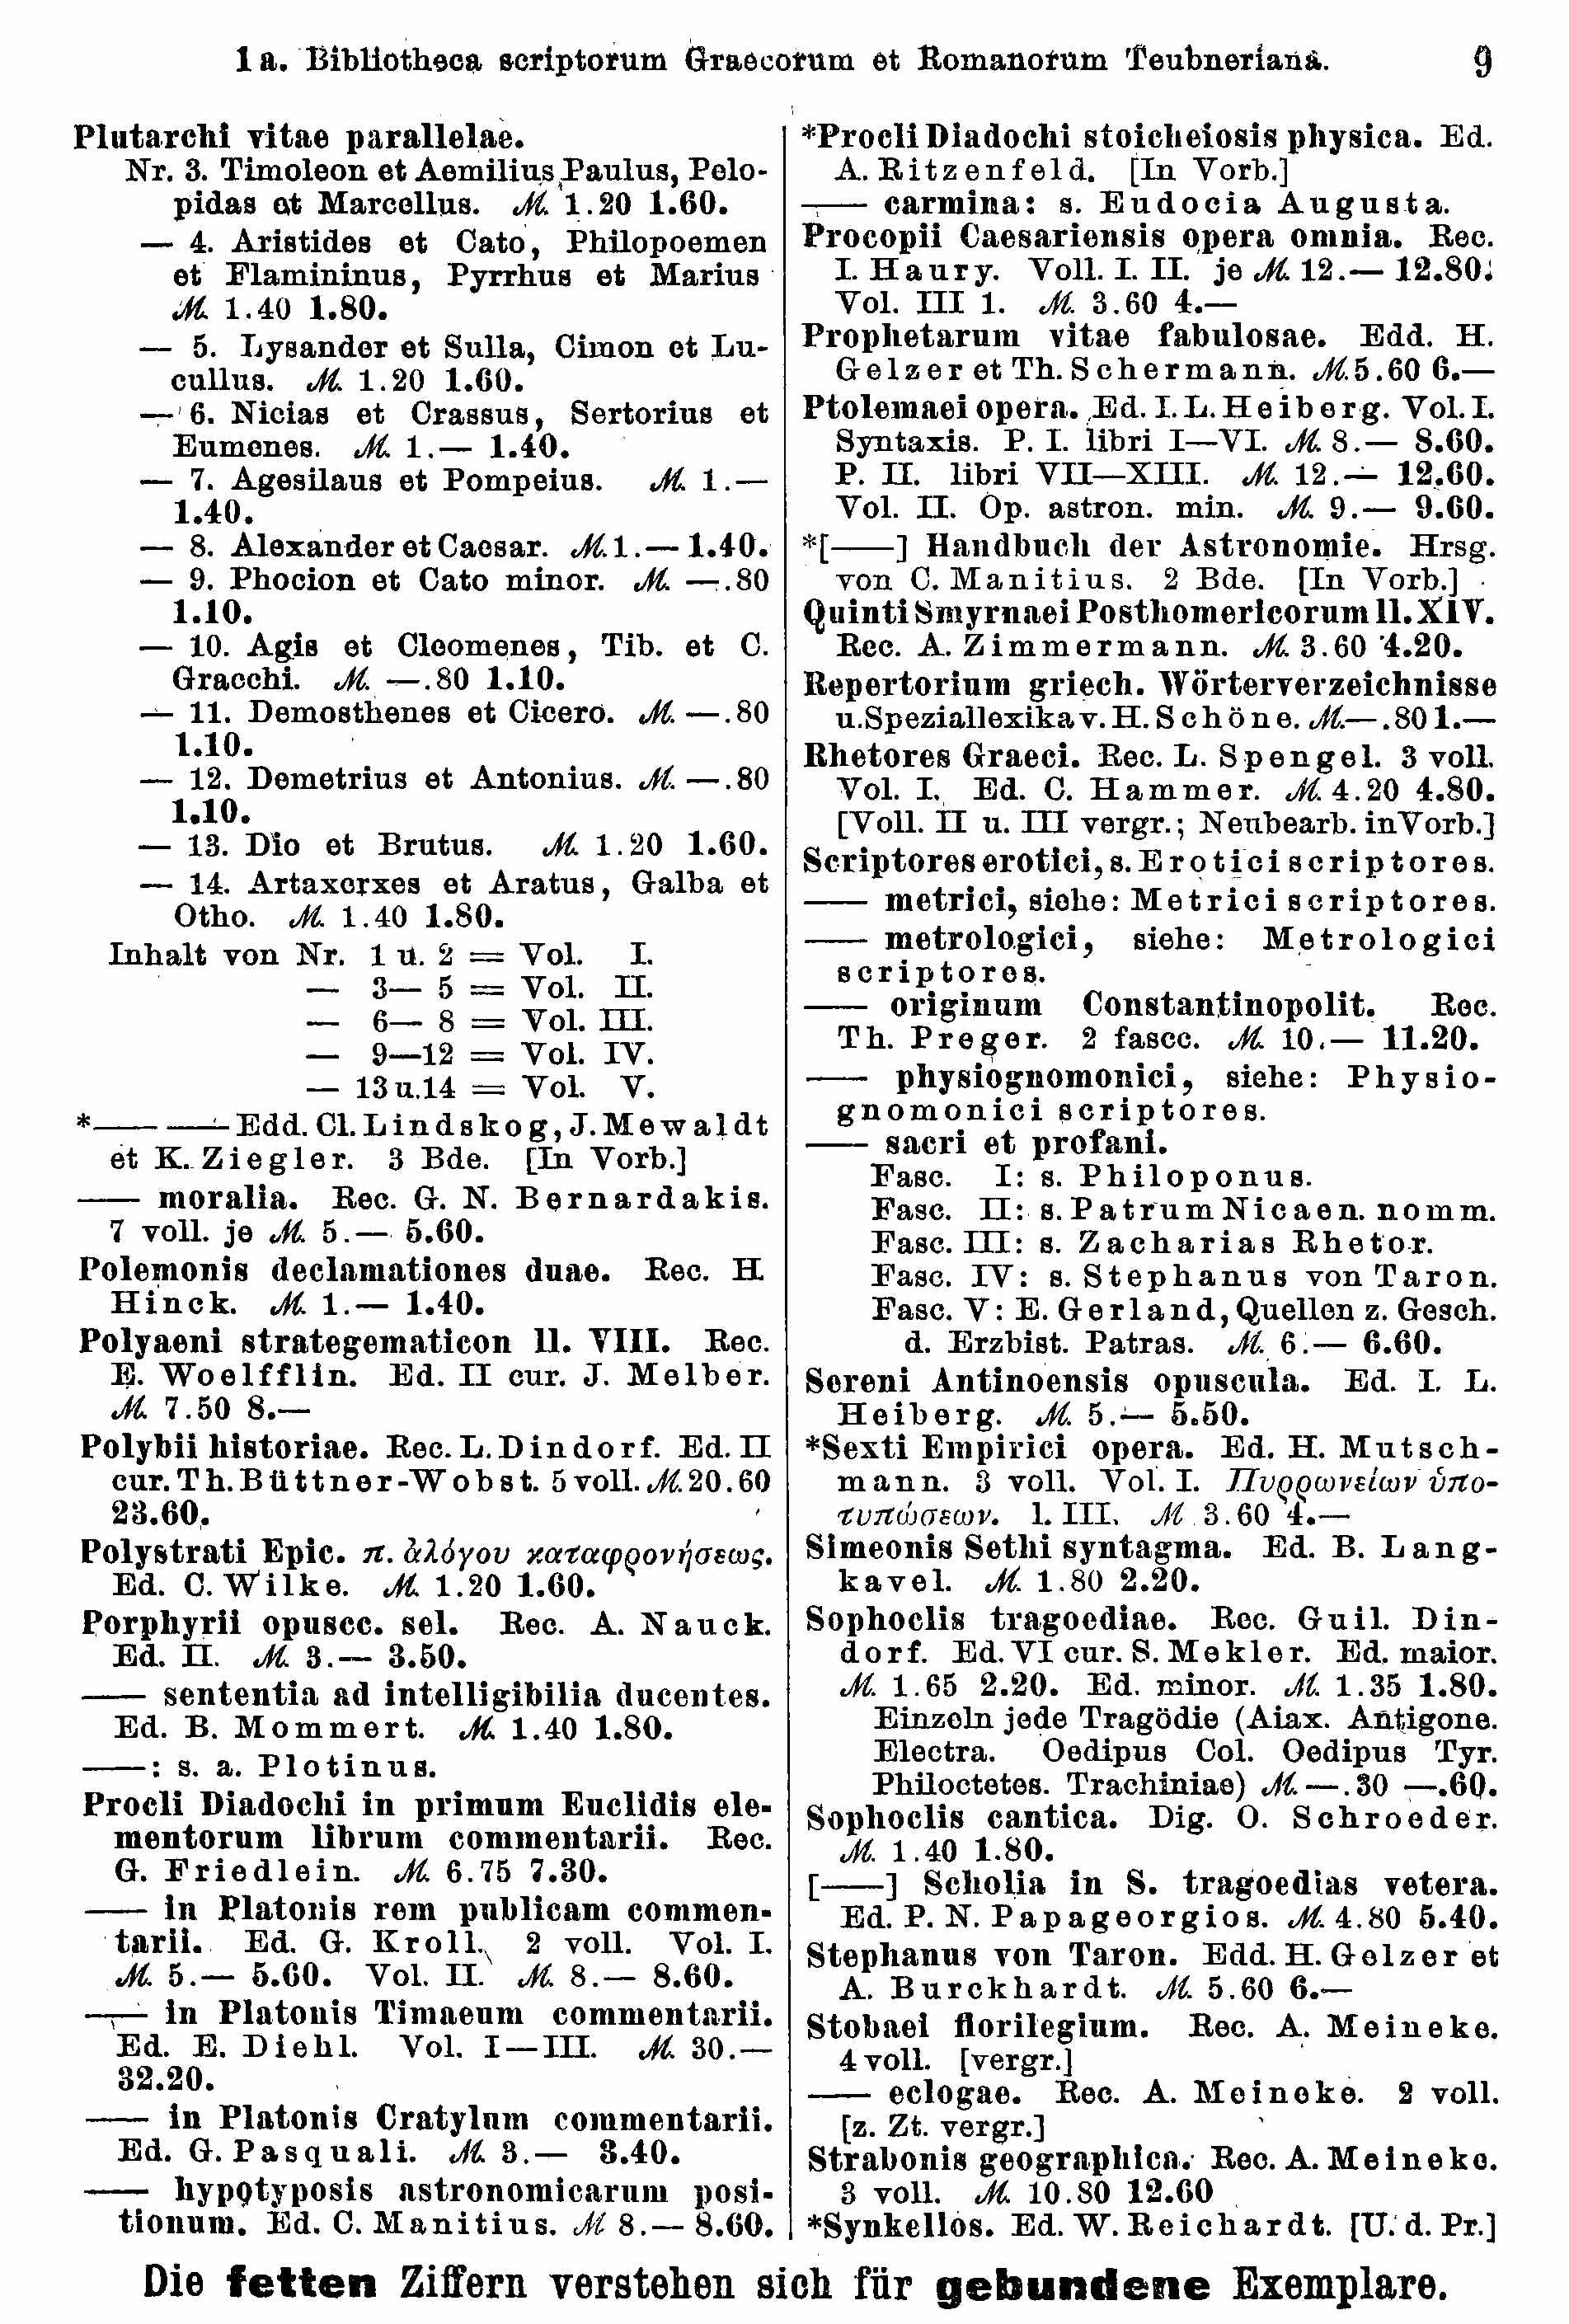 1a. Bibliotheca scriptorum Graecorum et Romanorum Teubneriana. 9
Plutarchi vitae parallelae.
Nr. 3. Timoleon et Aemilius Paulus, Pelo-
pidas et Marcellus. ℳ 1.20 1.60.
— 4. Aristides et Cato, Philopoemen
et Flamininus, Pyrrhus et Marius
ℳ 1.40 1.80.
— 5. Lysander et Sulla, Cimon et Lu-
cullus. ℳ 1.20 1.60.
— 6. Nicias et Crassus, Sertorius et
Eumenes. ℳ 1.— 1.40.
— 7. Agesilaus et Pompeius. ℳ 1.—
1.40.
— 8. Alexander et Caesar. ℳ 1.— 1.40.
— 9. Phocion et Cato minor. ℳ —.80
1.10.
— 10. Agis et Cleomenes, Tib. et C.
Gracchi. ℳ —.80 1.10.
— 11. Demosthenes et Cicero. ℳ —.80
1.10.
— 12. Demetrius et Antonius. ℳ —.80
1.10.
— 13. Dio et Brutus. ℳ 1.20 1.60.
— 14. Artaxerxes et Aratus, Galba et
Otho. ℳ 1.40 1.80.
Inhalt von Nr. 1 u. 2 = Vol. I.
— 3— 5 = Vol. II.
— 6— 8 = Vol. III.
— 9—12 = Vol. IV.
— 13 u. 14 = Vol. V.
*—— —— Edd. Cl. Lindskog, J. Mewaldt
et K. Ziegler. 3 Bde. [In Vorb.]
—— moralia. Rec. G. N. Bernardakis.
7 voll. je ℳ 5.— 5.60.
Polemonis declamationes duae. Rec. H
Hinck. ℳ 1.— 1.40.
Polyaeni strategematicon ll. VIII. Rec.
E. Woelfflin. Ed. II cur. J. Melber.
ℳ 7.50 8.—
Polybii historiae. Rec. L. Dindorf. Ed. II
cur. Th. Büttner-Wobst. 5 voll. ℳ 20.60
23.60.
Polystrati Epic. π. ἀλόγου καταφρονήσεως.
Ed. C. Wilke. ℳ 1.20 1.60.
Porphyrii opuscc. sel. Rec. A. Nauck.
Ed. II. ℳ 3.— 3.50.
—— sententia ad intelligibilia ducentes.
Ed. B. Mommert. ℳ 1.40 1.80.
——: s. a. Plotinus.
Procli Diadochi in primum Euclidis ele-
mentorum librum commentarii. Rec.
G. Friedlein. ℳ 6.75 7.30.
—— in Platonis rem publicam commen-
tarii. Ed. G. Kroll. 2 voll. Vol. I.
ℳ 5.— 5.60. Vol. II. ℳ 8.— 8.60.
—— in Platonis Timaeum commentarii.
Ed. E. Diehl. Vol. I—III. ℳ 30.—
32.20.
—— in Platonis Cratylum commentarii.
Ed. G. Pasquali. ℳ 3.— 3.40.
—— hypotyposis astronomicarum posi-
tionum. Ed. C. Manitius. ℳ 8.— 8.60.
*Procli Diadochi stoicheiosis physica. Ed.
A. Ritzenfeld. [In Vorb.]
—— carmina: s. Eudocia Augusta.
Procopii Caesariensis opera omnia. Rec.
I. Haury. Voll. I. II. je ℳ 12.— 12.80.
Vol. III 1. ℳ 3.60 4.—
Prophetarum vitae fabulosae. Edd. H.
Gelzer et Th. Schermann. ℳ 5.60 6.—
Ptolemaei opera. Ed. I. L. Heiberg. Vol. I.
Syntaxis. P. I. libri I—VI. ℳ 8.— 8.60.
P. II. libri VII—XIII. ℳ 12.— 12.60.
Vol. II. Op. astron. min. ℳ 9.— 9.60.
*[——] Handbuch der Astronomie. Hrsg.
von C. Manitius. 2 Bde. [In Vorb.]
Quinti Smyrnaei Posthomericorum ll. XIV.
Rec. A. Zimmermann. ℳ 3.60 4.20.
Repertorium griech. Wörterverzeichnisse
u. Speziallexika v. H. Schöne. ℳ —.80 1.—
Rhetores Graeci. Rec. L. Spengel. 3 voll.
Vol. I. Ed. C. Hammer. ℳ 4.20 4.80.
[Voll. II u. III vergr.; Neubearb. in Vorb.]
Scriptores erotici, s. Erotici scriptores.
—— metrici, siehe: Metrici scriptores.
—— metrologici, siehe: Metrologici
scriptores.
—— originum Constantinopolit. Rec.
Th. Preger. 2 fascc. ℳ 10.— 11.20.
—— physiognomonici, siehe: Physio-
gnomonici scriptores.
—— sacri et profani.
Fasc. I: s. Philoponus.
Fasc. II: s. Patrum Nicaen. nomm.
Fasc. III: s. Zacharias Rhetor.
Fasc. IV: s. Stephanus von Taron.
Fasc. V: E. Gerland, Quellen z. Gesch.
d. Erzbist. Patras. ℳ 6.— 6.60.
Sereni Antinoensis opuscula. Ed. I. L.
Heiberg. ℳ 5.— 5.50.
*Sexti Empirici opera. Ed. H. Mutsch-
mann. 3 voll. Vol. I. Πυρρωνείων ὑπο-
τυπώσεων. l. III. ℳ 3.60 4.—
Simeonis Sethi syntagma. Ed. B. Lang-
kavel. ℳ 1.80 2.20.
Sophoclis tragoediae. Rec. Guil. Din-
dorf. Ed. VI cur. S. Mekler. Ed. maior.
ℳ 1.65 2.20. Ed. minor. ℳ 1.35 1.80.
Einzeln jede Tragödie (Aiax. Antigone.
Electra. Oedipus Col. Oedipus Tyr.
Philoctetes. Trachiniae) ℳ —.30 —.60.
Sophoclis cantica. Dig. O. Schroeder.
ℳ 1.40 1.80.
[——] Scholia in S. tragoedias vetera.
Ed. P. N. Papageorgios. ℳ 4.80 5.40.
Stephanus von Taron. Edd. H. Gelzer et
A. Burckhardt. ℳ 5.60 6.—
Stobaei florilegium. Rec. A. Meineke.
4 voll. [vergr.]
—— eclogae. Rec. A. Meineke. 2 voll.
[z. Zt. vergr.]
Strabonis geographica. Rec. A. Meineke.
3 voll. ℳ 10.80 12.60
*Synkellos. Ed. W. Reichardt. [U. d. Pr.]
Die fetten Ziffern verstehen sich für gebundene Exemplare.